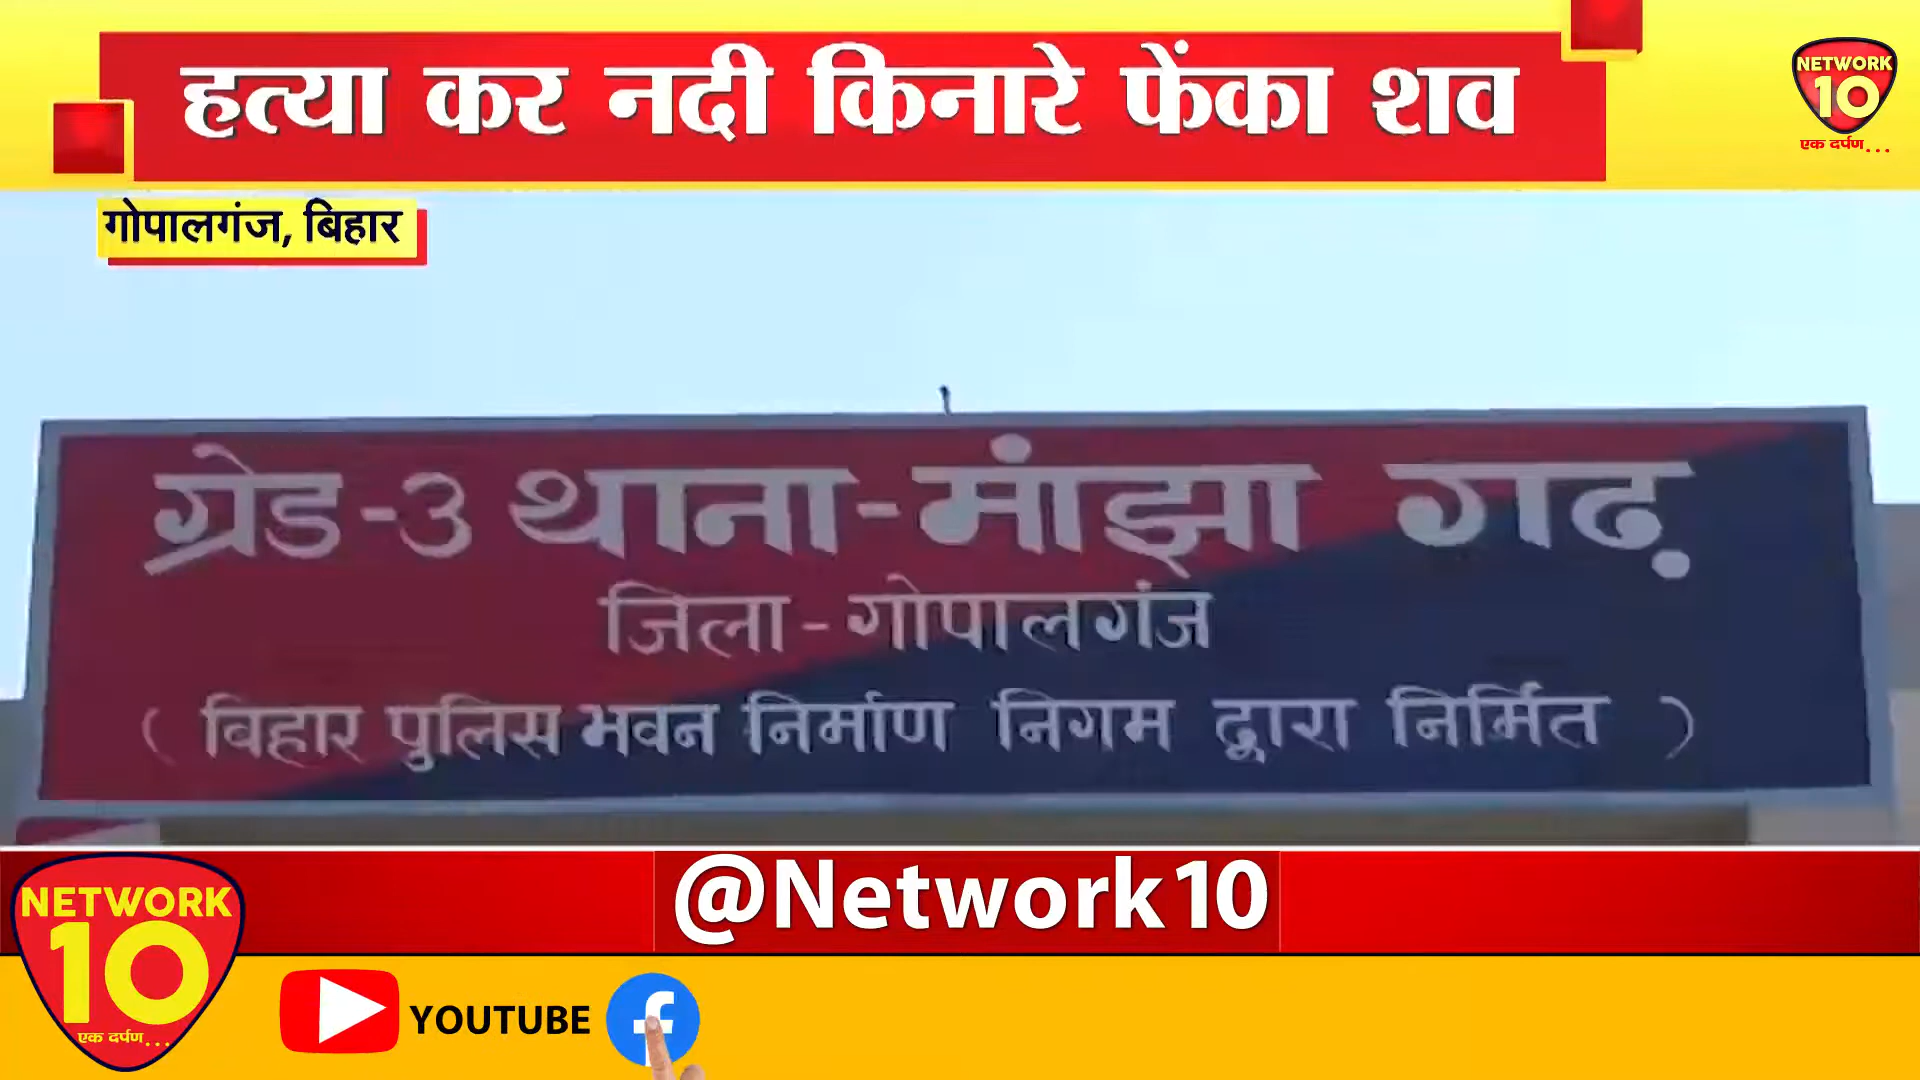 हत्या कर नदी किनारे फेंका शव
NETWORK
10
एक दर्पण...
गोपालगंज, बिहार
ग्रेड-3 थाना-मांझा गढ़
जिला-गोपालगंज
( बिहार पुलिस भवन निर्माण निगम द्वारा निर्मित )
@Network10
NETWORK
10
एक दर्पण...
YOUTUBE